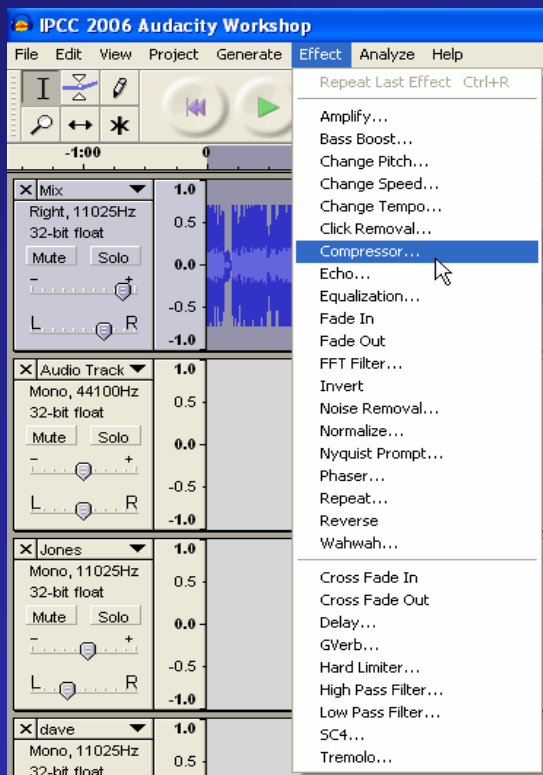 IPCC 2006 Audacity Workshop
File Edit View Project Generate Effect Analyze Help
-1:00 0
Mix
Right, 11025Hz
32-bit float
Mute Solo
- +
L R
1.0
0.5
0.0
-0.5
-1.0
Audio Track
Mono, 44100Hz
32-bit float
Mute Solo
- +
L R
1.0
0.5
0.0
-0.5
-1.0
Jones
Mono, 11025Hz
32-bit float
Mute Solo
- +
L R
1.0
0.5
0.0
-0.5
-1.0
dave
Mono, 11025Hz
32-bit float
1.0
0.5
Repeat Last Effect Ctrl+R
Amplify...
Bass Boost...
Change Pitch...
Change Speed...
Change Tempo...
Click Removal...
Compressor...
Echo...
Equalization...
Fade In
Fade Out
FFT Filter...
Invert
Noise Removal...
Normalize...
Nyquist Prompt...
Phaser...
Repeat...
Reverse
Wahwah...
Cross Fade In
Cross Fade Out
Delay...
GVerb...
Hard Limiter...
High Pass Filter...
Low Pass Filter...
SC4...
Tremolo...